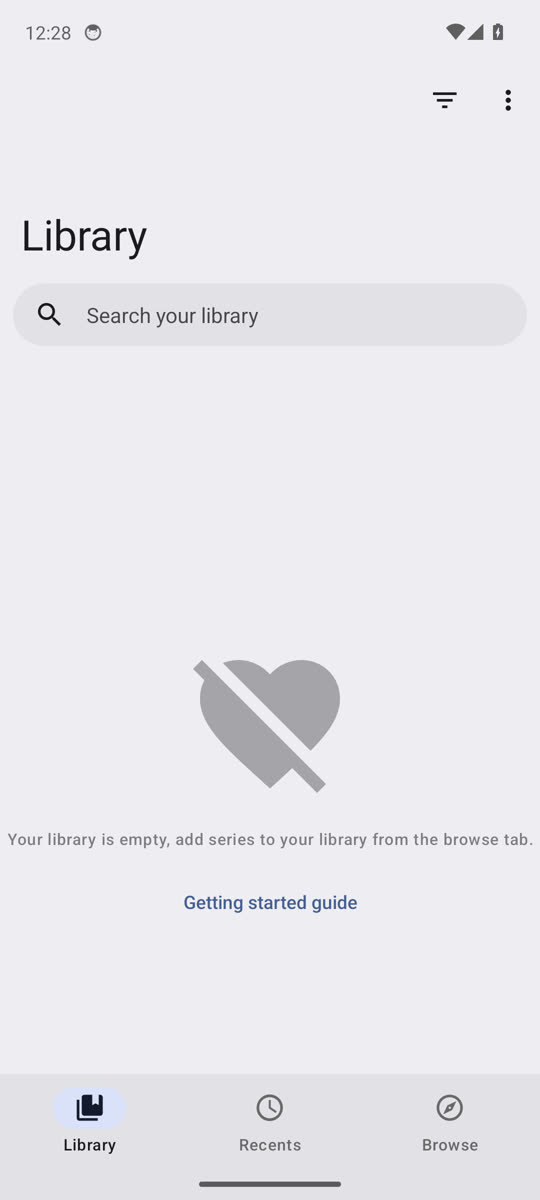 12:28
Library
Search your library
Your library is empty, add series to your library from the browse tab.
Getting started guide
Library
Recents
Browse